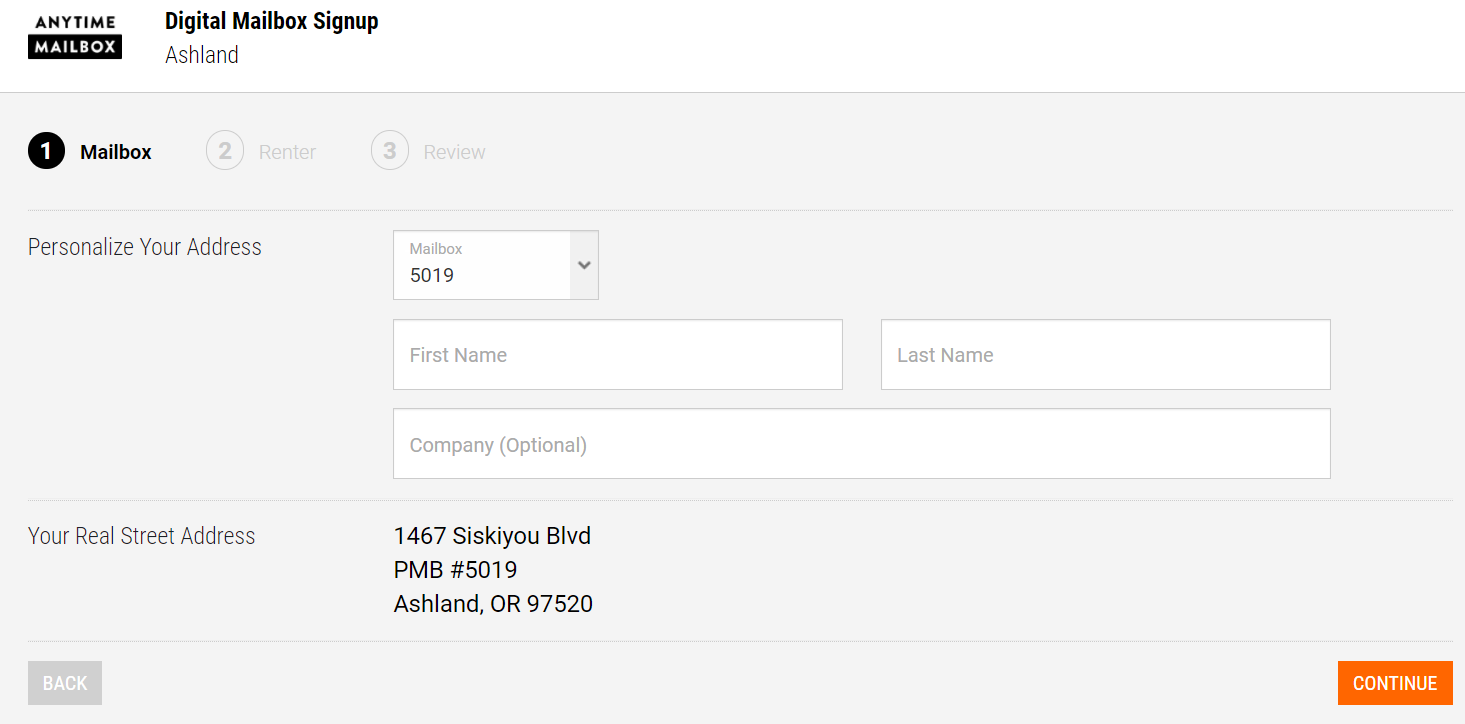 ANYTIME
MAILBOX
Digital Mailbox Signup
Ashland
1 Mailbox 2 Renter 3 Review
Personalize Your Address
Mailbox
5019
First Name Last Name
Company (Optional)
Your Real Street Address
1467 Siskiyou Blvd
PMB #5019
Ashland, OR 97520
BACK CONTINUE